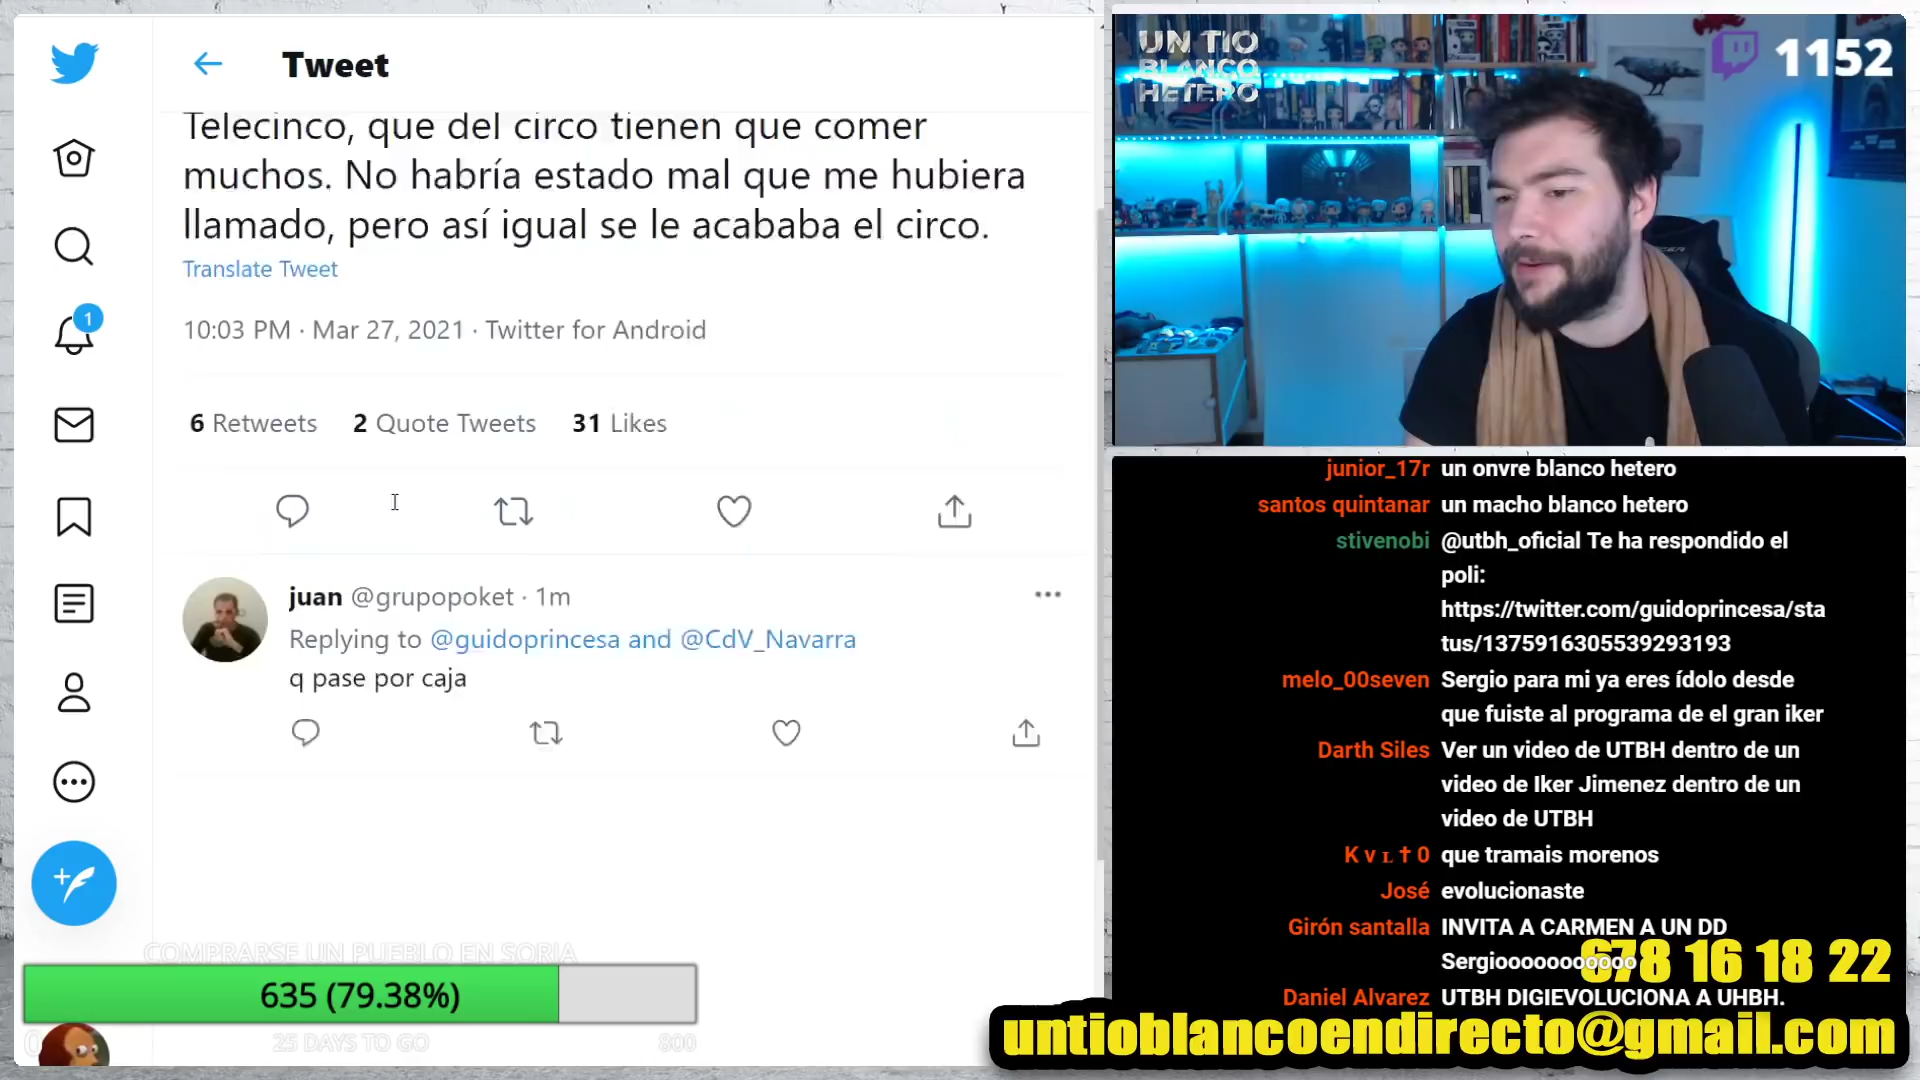 Tweet
Telecinco, que del circo tienen que comer
muchos. No habría estado mal que me hubiera
llamado, pero así igual se le acababa el circo.
Translate Tweet
10:03 PM · Mar 27, 2021 · Twitter for Android
6 Retweets 2 Quote Tweets 31 Likes
1
juan @grupopoket · 1m
Replying to @guidoprincesa and @CdV_Navarra
q pase por caja
COMPRARSE UN PUEBLO EN SORIA
635 (79.38%)
0
25 DAYS TO GO
800
UN TIO
BLANCO
HETERO
1152
junior_17r un onvre blanco hetero
santos quintanar un macho blanco hetero
stivenobi @utbh_oficial Te ha respondido el
poli:
https://twitter.com/guidoprincesa/sta
tus/1375916305539293193
melo_00seven Sergio para mi ya eres ídolo desde
que fuiste al programa de el gran iker
Darth Siles Ver un video de UTBH dentro de un
video de Iker Jimenez dentro de un
video de UTBH
K v ʟ † 0 que tramais morenos
José evolucionaste
Girón santalla INVITA A CARMEN A UN DD
Sergiooooooooooo
678 16 18 22
Daniel Alvarez UTBH DIGIEVOLUCIONA A UHBH.
untioblancoendirecto@gmail.com